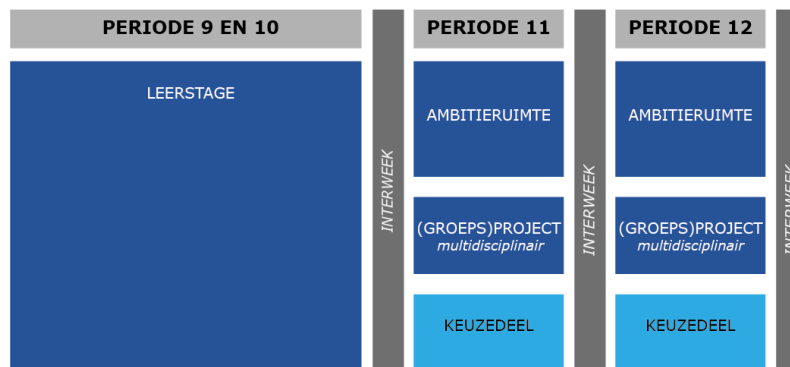 PERIODE 9 EN 10
LEERSTAGE
INTERWEEK
PERIODE 11
AMBITIERUIMTE
(GROEPS)PROJECT
multidisciplinair
KEUZEDEEL
INTERWEEK
PERIODE 12
AMBITIERUIMTE
(GROEPS)PROJECT
multidisciplinair
KEUZEDEEL
INTERWEEK